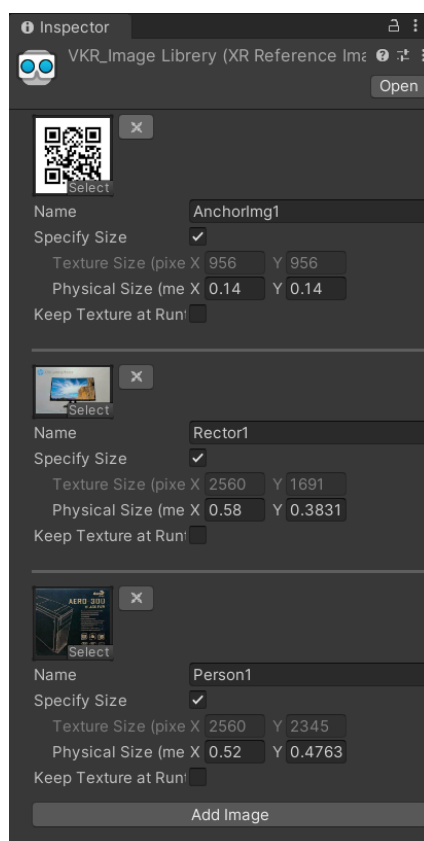 Inspector
VKR_Image Librery (XR Reference Ima
Open
Select
Name AnchorImg1
Specify Size
Texture Size (pixe X 956 Y 956
Physical Size (me X 0.14 Y 0.14
Keep Texture at Runt
Select
Name Rector1
Specify Size
Texture Size (pixe X 2560 Y 1691
Physical Size (me X 0.58 Y 0.3831
Keep Texture at Runt
AERO-300
Select
Name Person1
Specify Size
Texture Size (pixe X 2560 Y 2345
Physical Size (me X 0.52 Y 0.4763
Keep Texture at Runt
Add Image